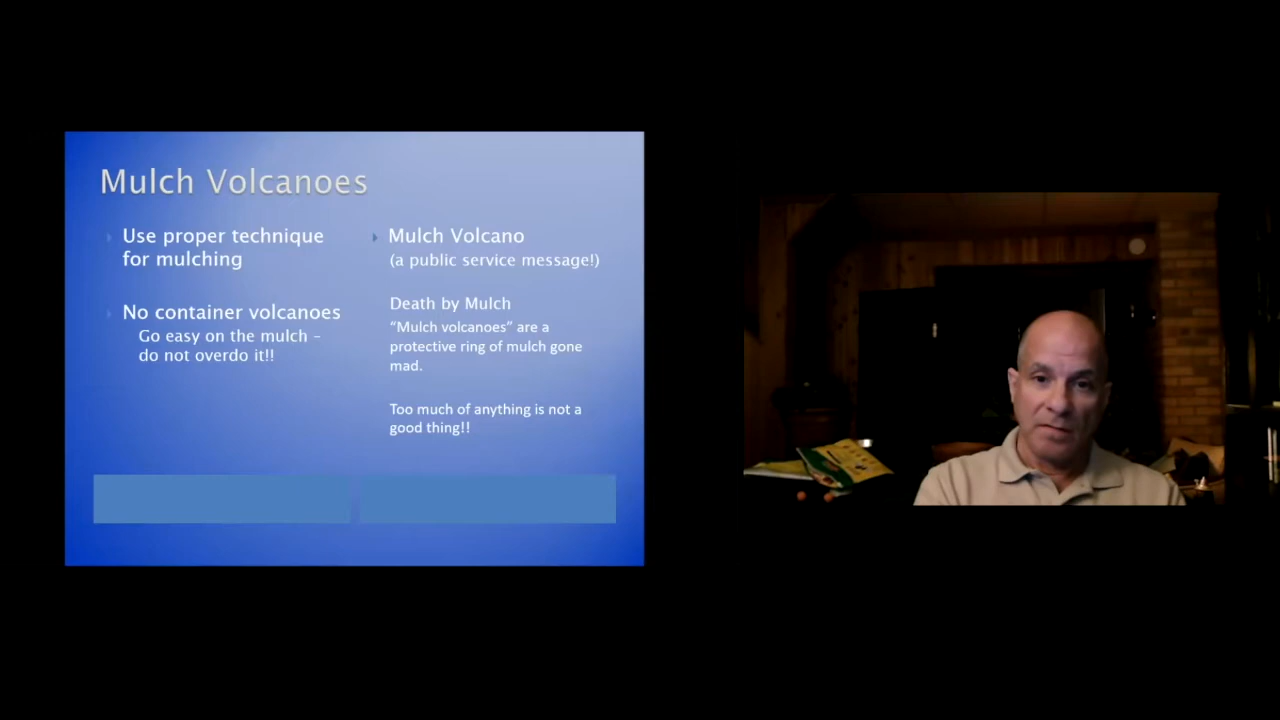 Mulch Volcanoes
Use proper technique
for mulching
No container volcanoes
Go easy on the mulch –
do not overdo it!!
Mulch Volcano
(a public service message!)
Death by Mulch
“Mulch volcanoes” are a
protective ring of mulch gone
mad.
Too much of anything is not a
good thing!!